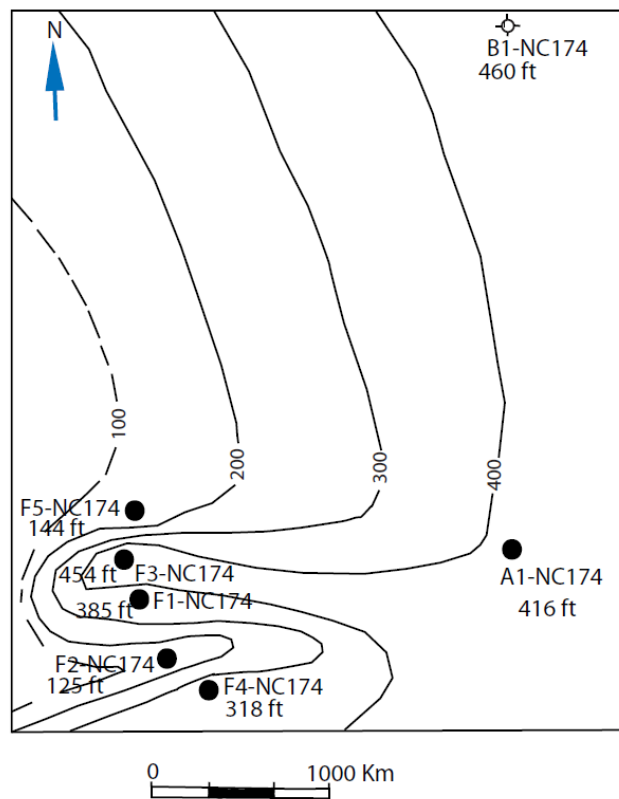 N
B1-NC174
460 ft
100
200
300
400
F5-NC174
144 ft
454 ft
F3-NC174
A1-NC174
385 ft
F1-NC174
416 ft
F2-NC174
125 ft
F4-NC174
318 ft
0
1000 Km